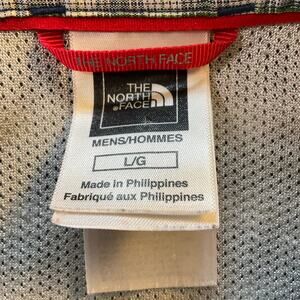 THE NORTH FACE
THE
NORTH
FACE
MENS/HOMMES
L/G
Made in Philippines
Fabriqué aux Philippines